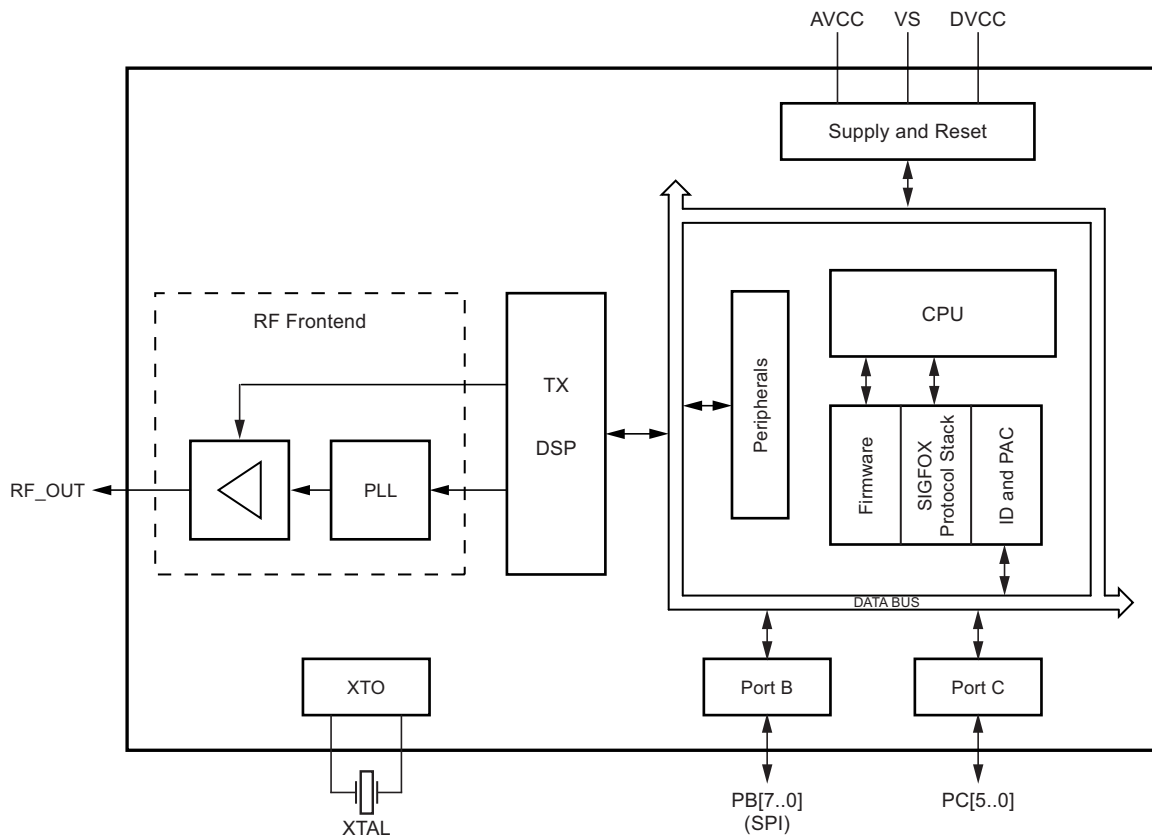 AVCC VS DVCC
Supply and Reset
RF Frontend
CPU
TX
DSP
Peripherals
Firmware
SIGFOX
Protocol Stack
ID and PAC
RF_OUT
PLL
DATA BUS
XTO
Port B
Port C
XTAL
PB[7..0]
(SPI)
PC[5..0]